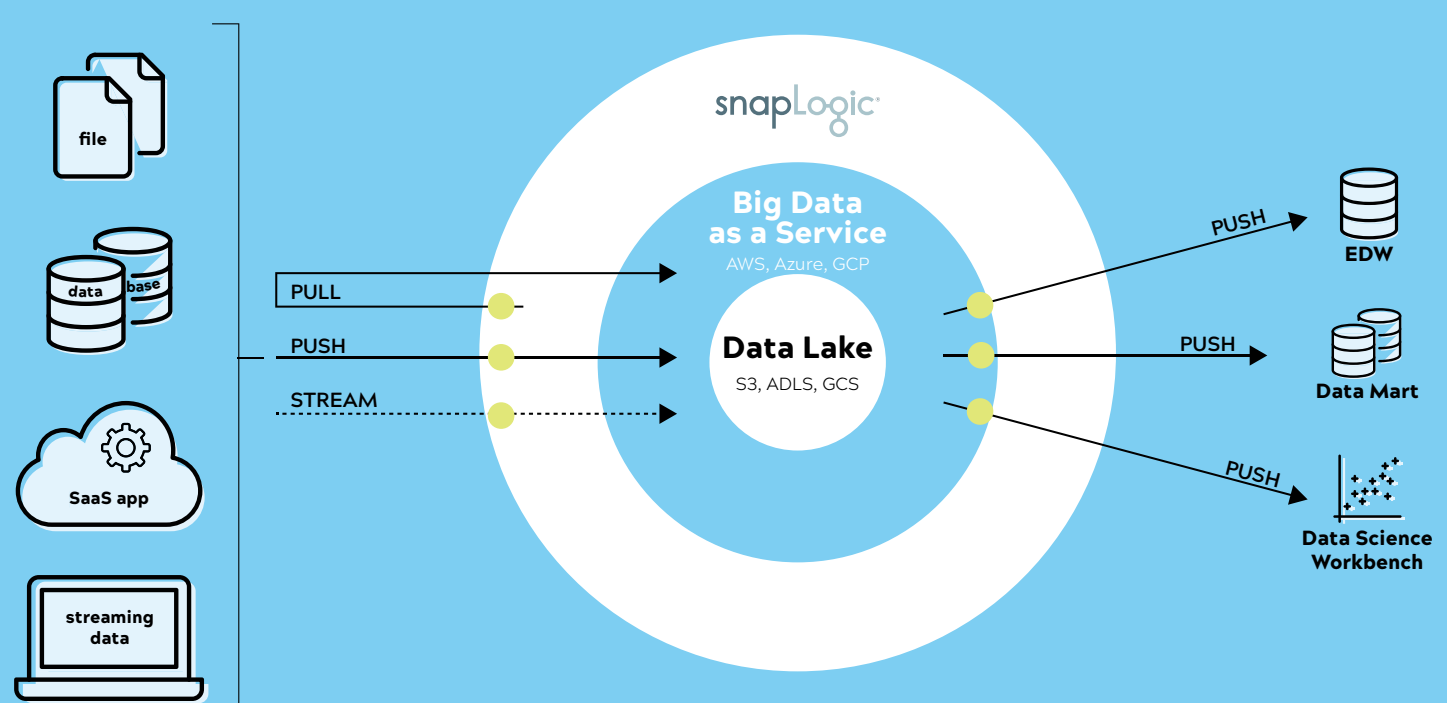 file
data base
SaaS app
streaming
data
PULL
PUSH
STREAM
snapLogic
Big Data
as a Service
AWS, Azure, GCP
Data Lake
S3, ADLS, GCS
PUSH
EDW
PUSH
Data Mart
PUSH
Data Science
Workbench